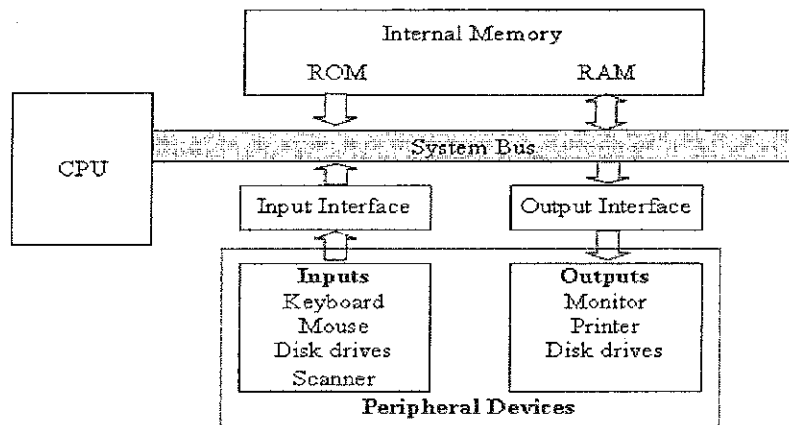 Internal Memory
ROM RAM
CPU
System Bus
Input Interface
Output Interface
Inputs
Keyboard
Mouse
Disk drives
Scanner
Outputs
Monitor
Printer
Disk drives
Peripheral Devices